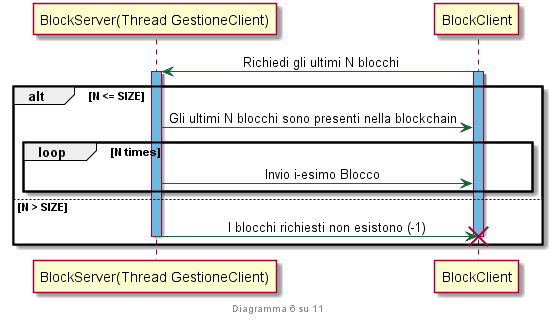 BlockServer(Thread GestioneClient)
BlockClient
Richiedi gli ultimi N blocchi
alt
[N <= SIZE]
Gli ultimi N blocchi sono presenti nella blockchain
loop
[N times]
Invio i-esimo Blocco
[N > SIZE]
I blocchi richiesti non esistono (-1)
BlockServer(Thread GestioneClient)
BlockClient
Diagramma 6 su 11